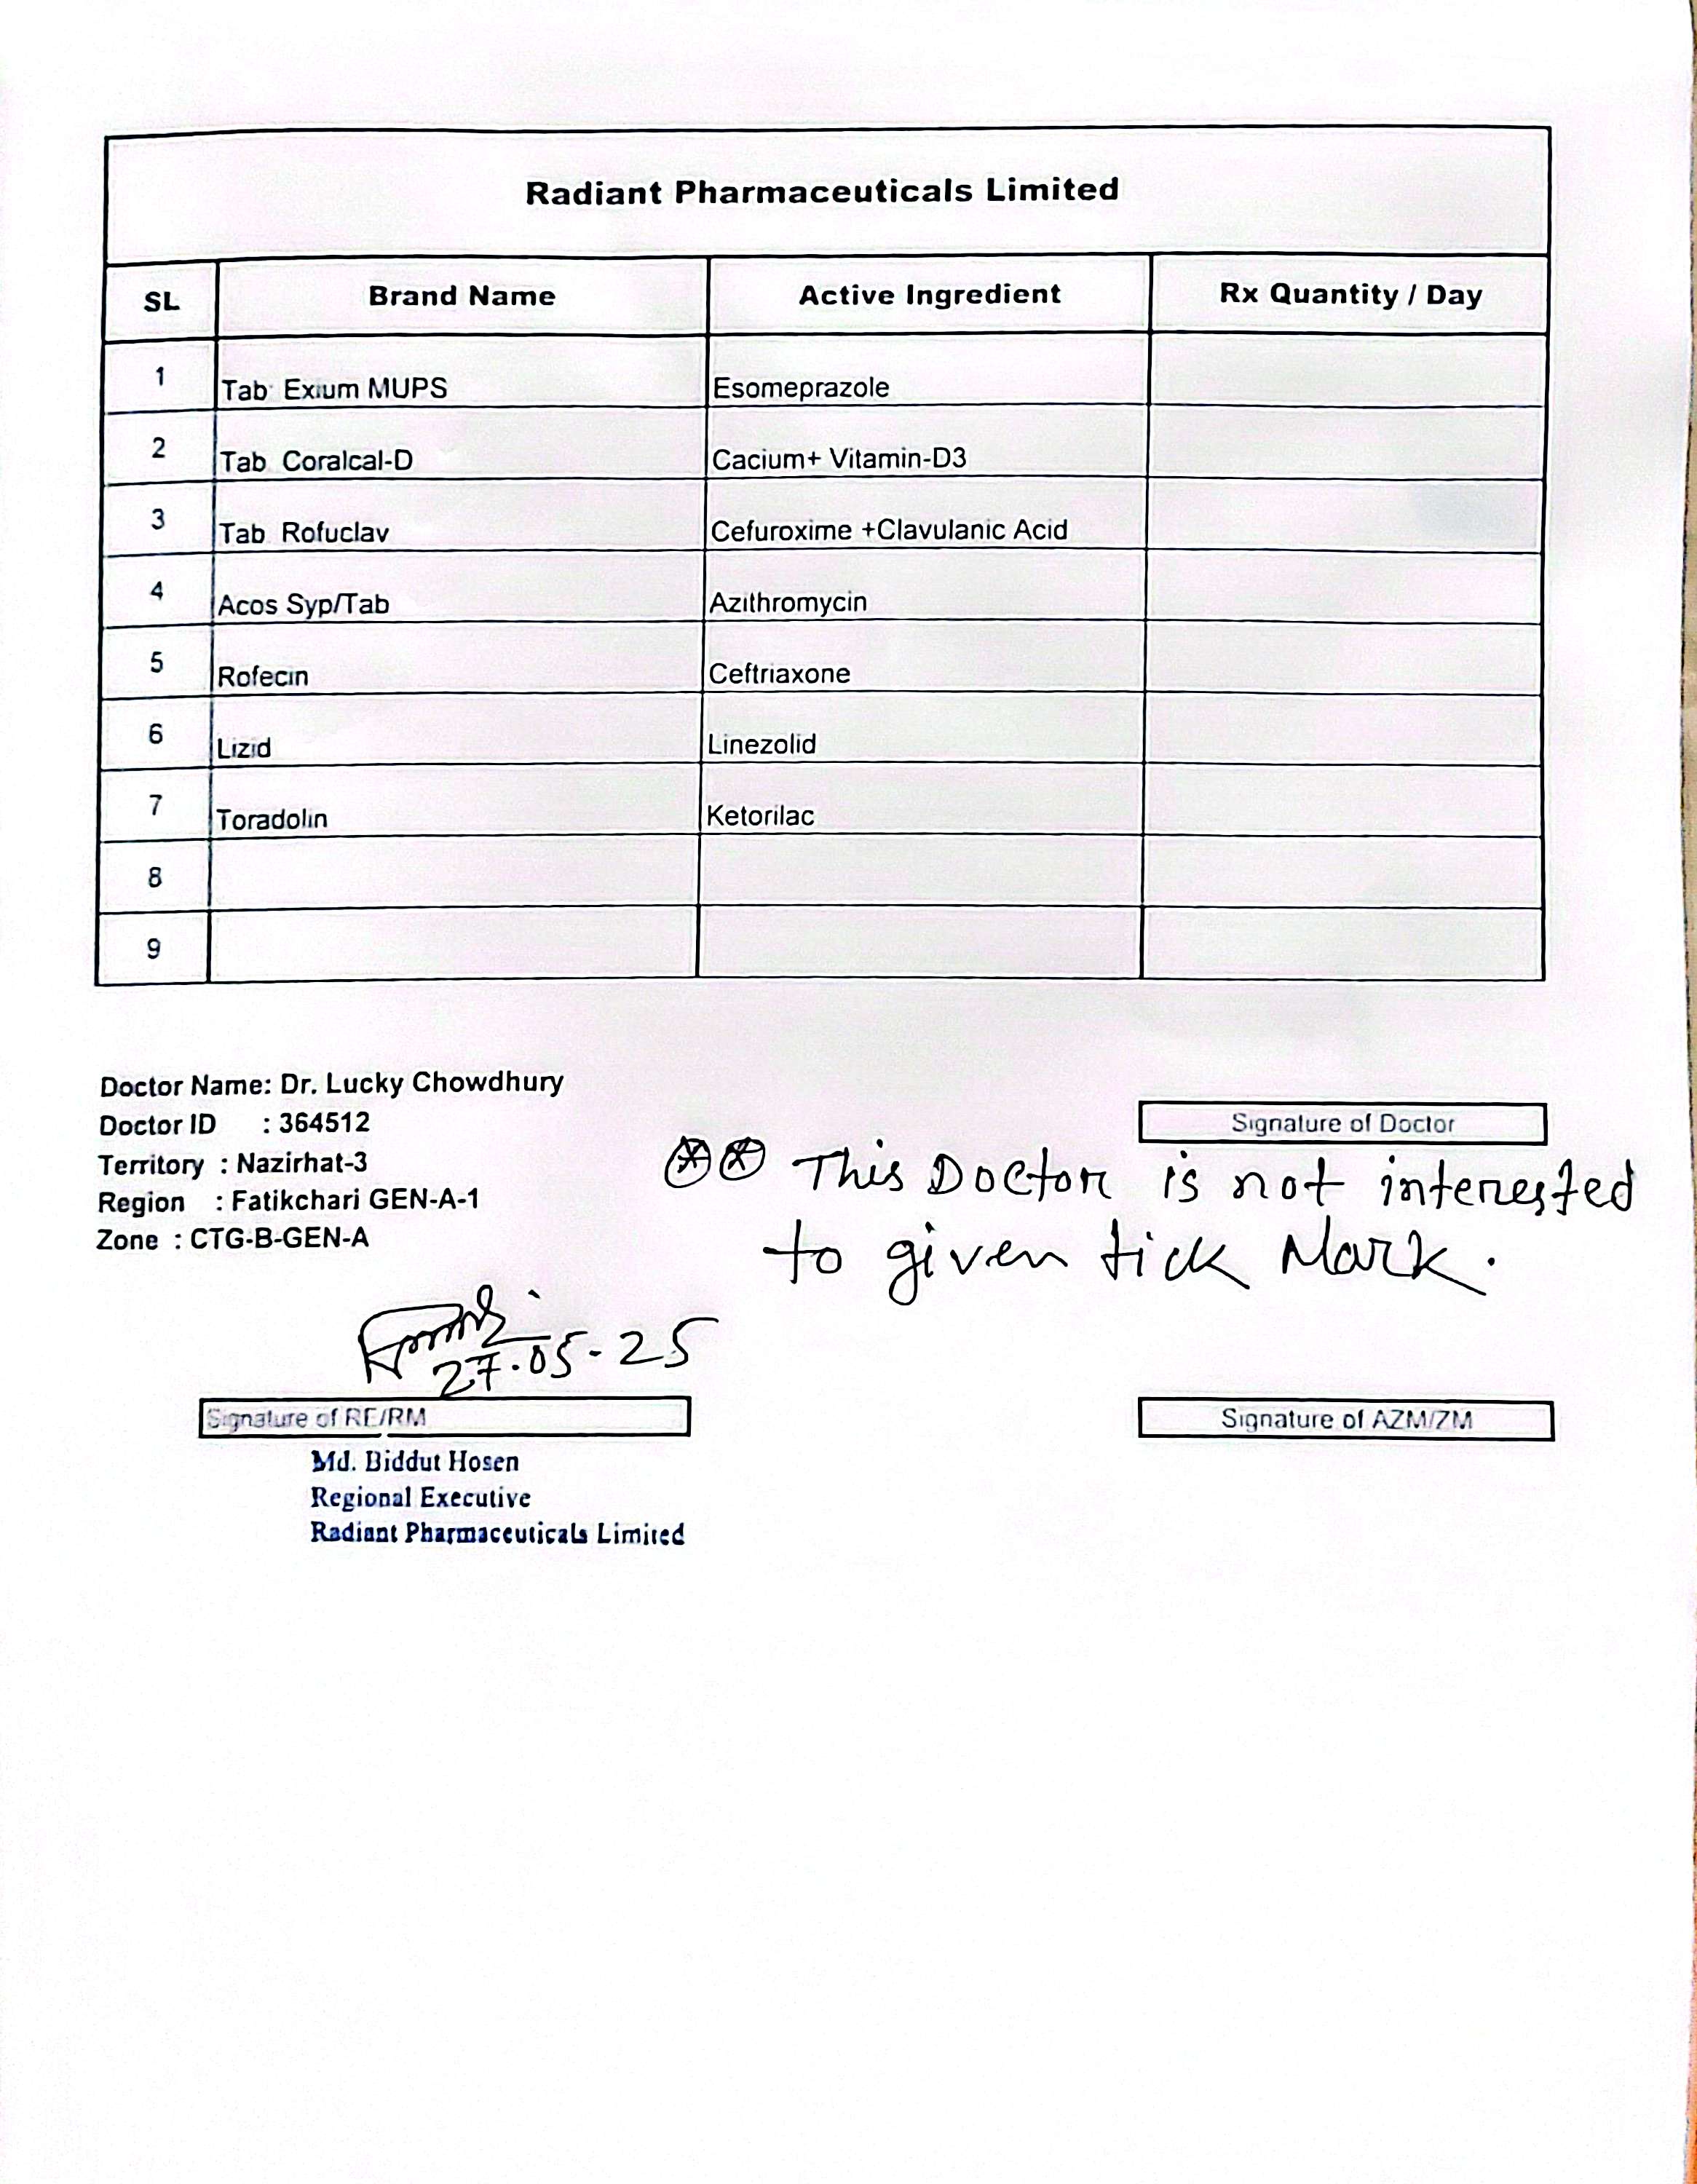 Radiant Pharmaceuticals Limited
SL Brand Name Active Ingredient Rx Quantity / Day
1 Tab Exium MUPS Esomeprazole
2 Tab Coralcal-D Cacium+ Vitamin-D3
3 Tab Rofuclav Cefuroxime +Clavulanic Acid
4 Acos Syp/Tab Azithromycin
5 Rofecin Ceftriaxone
6 Lizid Linezolid
7 Toradolin Ketorilac
8
9
Doctor Name: Dr. Lucky Chowdhury
Doctor ID : 364512
Territory : Nazirhat-3
Region : Fatikchari GEN-A-1
Zone : CTG-B-GEN-A
Signature of Doctor
This Doctor is not interested
to given tick Mark.
27.05-25
Signature of RE/RM
Md. Biddut Hosen
Regional Executive
Radiant Pharmaceuticals Limited
Signature of AZM/ZM